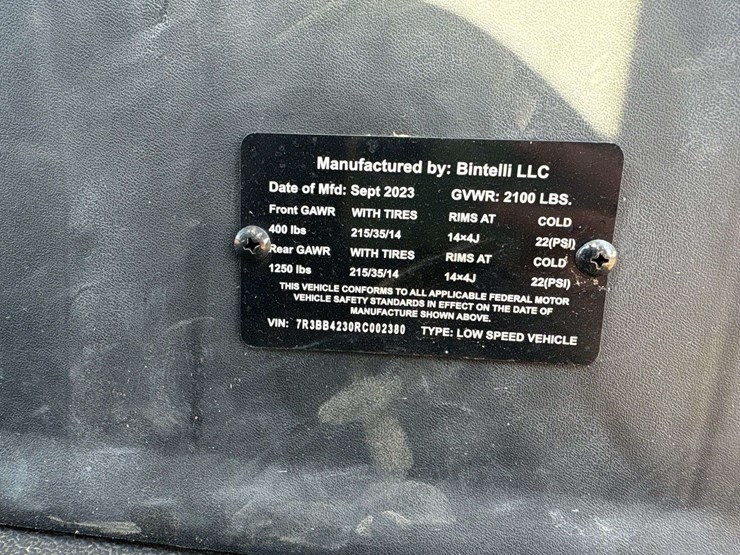 Manufactured by: Bintelli LLC
Date of Mfd: Sept 2023 GVWR: 2100 LBS.
Front GAWR WITH TIRES RIMS AT COLD
400 lbs 215/35/14 14×4J 22(PSI)
Rear GAWR WITH TIRES RIMS AT COLD
1250 lbs 215/35/14 14×4J 22(PSI)
THIS VEHICLE CONFORMS TO ALL APPLICABLE FEDERAL MOTOR
VEHICLE SAFETY STANDARDS IN EFFECT ON THE DATE OF
MANUFACTURE SHOWN ABOVE.
VIN: 7R3BB4230RC002380 TYPE: LOW SPEED VEHICLE